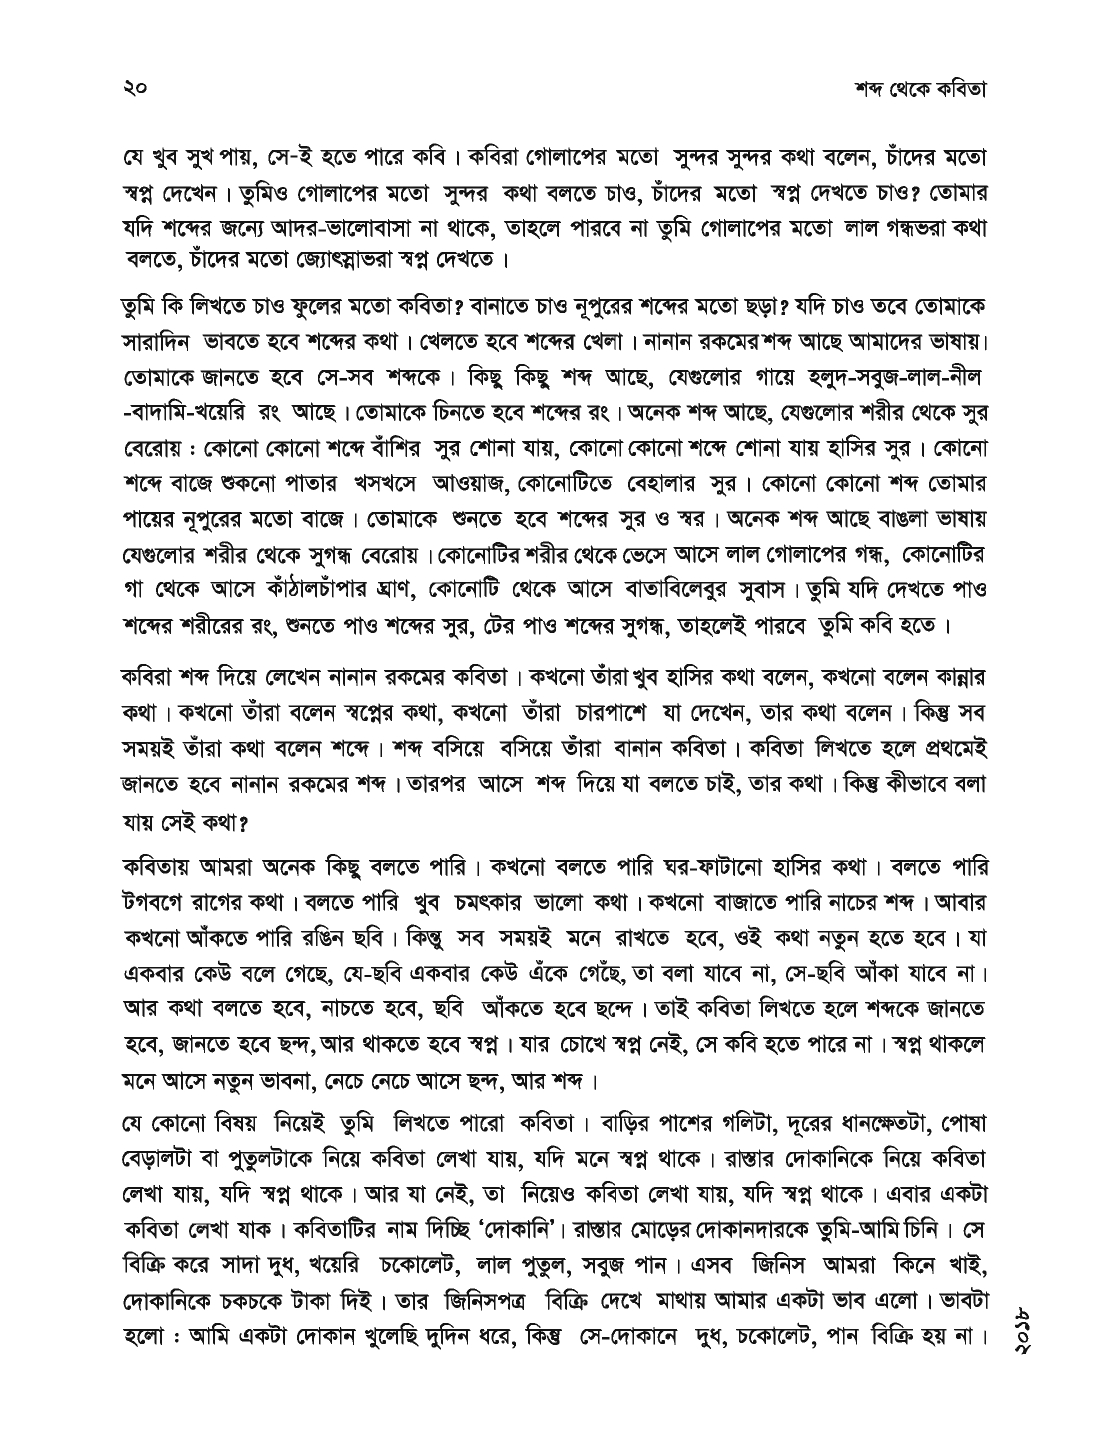 ২০ শব্দ থেকে কবিতা
যে খুব সুখ পায়, সে-ই হতে পারে কবি। কবিরা গোলাপের মতো সুন্দর সুন্দর কথা বলেন, চাঁদের মতো
স্বপ্ন দেখেন। তুমিও গোলাপের মতো সুন্দর কথা বলতে চাও, চাঁদের মতো স্বপ্ন দেখতে চাও? তোমার
যদি শব্দের জন্যে আদর-ভালোবাসা না থাকে, তাহলে পারবে না তুমি গোলাপের মতো লাল গন্ধভরা কথা
বলতে, চাঁদের মতো জ্যোৎস্নাভরা স্বপ্ন দেখতে।
তুমি কি লিখতে চাও ফুলের মতো কবিতা? বানাতে চাও নূপুরের শব্দের মতো ছড়া? যদি চাও তবে তোমাকে
সারাদিন ভাবতে হবে শব্দের কথা। খেলতে হবে শব্দের খেলা। নানান রকমের শব্দ আছে আমাদের ভাষায়।
তোমাকে জানতে হবে সে-সব শব্দকে। কিছু কিছু শব্দ আছে, যেগুলোর গায়ে হলুদ-সবুজ-লাল-নীল
-বাদামি-খয়েরি রং আছে। তোমাকে চিনতে হবে শব্দের রং। অনেক শব্দ আছে, যেগুলোর শরীর থেকে সুর
বেরোয় : কোনো কোনো শব্দে বাঁশির সুর শোনা যায়, কোনো কোনো শব্দে শোনা যায় হাসির সুর। কোনো
শব্দে বাজে শুকনো পাতার খসখসে আওয়াজ, কোনোটিতে বেহালার সুর। কোনো কোনো শব্দ তোমার
পায়ের নূপুরের মতো বাজে। তোমাকে শুনতে হবে শব্দের সুর ও স্বর। অনেক শব্দ আছে বাঙলা ভাষায়
যেগুলোর শরীর থেকে সুগন্ধ বেরোয়। কোনোটির শরীর থেকে ভেসে আসে লাল গোলাপের গন্ধ, কোনোটির
গা থেকে আসে কাঁঠালচাঁপার ঘ্রাণ, কোনোটি থেকে আসে বাতাবিলেবুর সুবাস। তুমি যদি দেখতে পাও
শব্দের শরীরের রং, শুনতে পাও শব্দের সুর, টের পাও শব্দের সুগন্ধ, তাহলেই পারবে তুমি কবি হতে।
কবিরা শব্দ দিয়ে লেখেন নানান রকমের কবিতা। কখনো তাঁরা খুব হাসির কথা বলেন, কখনো বলেন কান্নার
কথা। কখনো তাঁরা বলেন স্বপ্নের কথা, কখনো তাঁরা চারপাশে যা দেখেন, তার কথা বলেন। কিন্তু সব
সময়ই তাঁরা কথা বলেন শব্দে। শব্দ বসিয়ে বসিয়ে তাঁরা বানান কবিতা। কবিতা লিখতে হলে প্রথমেই
জানতে হবে নানান রকমের শব্দ। তারপর আসে শব্দ দিয়ে যা বলতে চাই, তার কথা। কিন্তু কীভাবে বলা
যায় সেই কথা?
কবিতায় আমরা অনেক কিছু বলতে পারি। কখনো বলতে পারি ঘর-ফাটানো হাসির কথা। বলতে পারি
টগবগে রাগের কথা। বলতে পারি খুব চমৎকার ভালো কথা। কখনো বাজাতে পারি নাচের শব্দ। আবার
কখনো আঁকতে পারি রঙিন ছবি। কিন্তু সব সময়ই মনে রাখতে হবে, ওই কথা নতুন হতে হবে। যা
একবার কেউ বলে গেছে, যে-ছবি একবার কেউ এঁকে গেছেঁ, তা বলা যাবে না, সে-ছবি আঁকা যাবে না।
আর কথা বলতে হবে, নাচতে হবে, ছবি আঁকতে হবে ছন্দে। তাই কবিতা লিখতে হলে শব্দকে জানতে
হবে, জানতে হবে ছন্দ, আর থাকতে হবে স্বপ্ন। যার চোখে স্বপ্ন নেই, সে কবি হতে পারে না। স্বপ্ন থাকলে
মনে আসে নতুন ভাবনা, নেচে নেচে আসে ছন্দ, আর শব্দ।
যে কোনো বিষয় নিয়েই তুমি লিখতে পারো কবিতা। বাড়ির পাশের গলিটা, দূরের ধানক্ষেতটা, পোষা
বেড়ালটা বা পুতুলটাকে নিয়ে কবিতা লেখা যায়, যদি মনে স্বপ্ন থাকে। রাস্তার দোকানিকে নিয়ে কবিতা
লেখা যায়, যদি স্বপ্ন থাকে। আর যা নেই, তা নিয়েও কবিতা লেখা যায়, যদি স্বপ্ন থাকে। এবার একটা
কবিতা লেখা যাক। কবিতাটির নাম দিচ্ছি ‘দোকানি’। রাস্তার মোড়ের দোকানদারকে তুমি-আমি চিনি। সে
বিক্রি করে সাদা দুধ, খয়েরি চকোলেট, লাল পুতুল, সবুজ পান। এসব জিনিস আমরা কিনে খাই,
দোকানিকে চকচকে টাকা দিই। তার জিনিসপত্র বিক্রি দেখে মাথায় আমার একটা ভাব এলো। ভাবটা
হলো : আমি একটা দোকান খুলেছি দুদিন ধরে, কিন্তু সে-দোকানে দুধ, চকোলেট, পান বিক্রি হয় না।
২০১৮